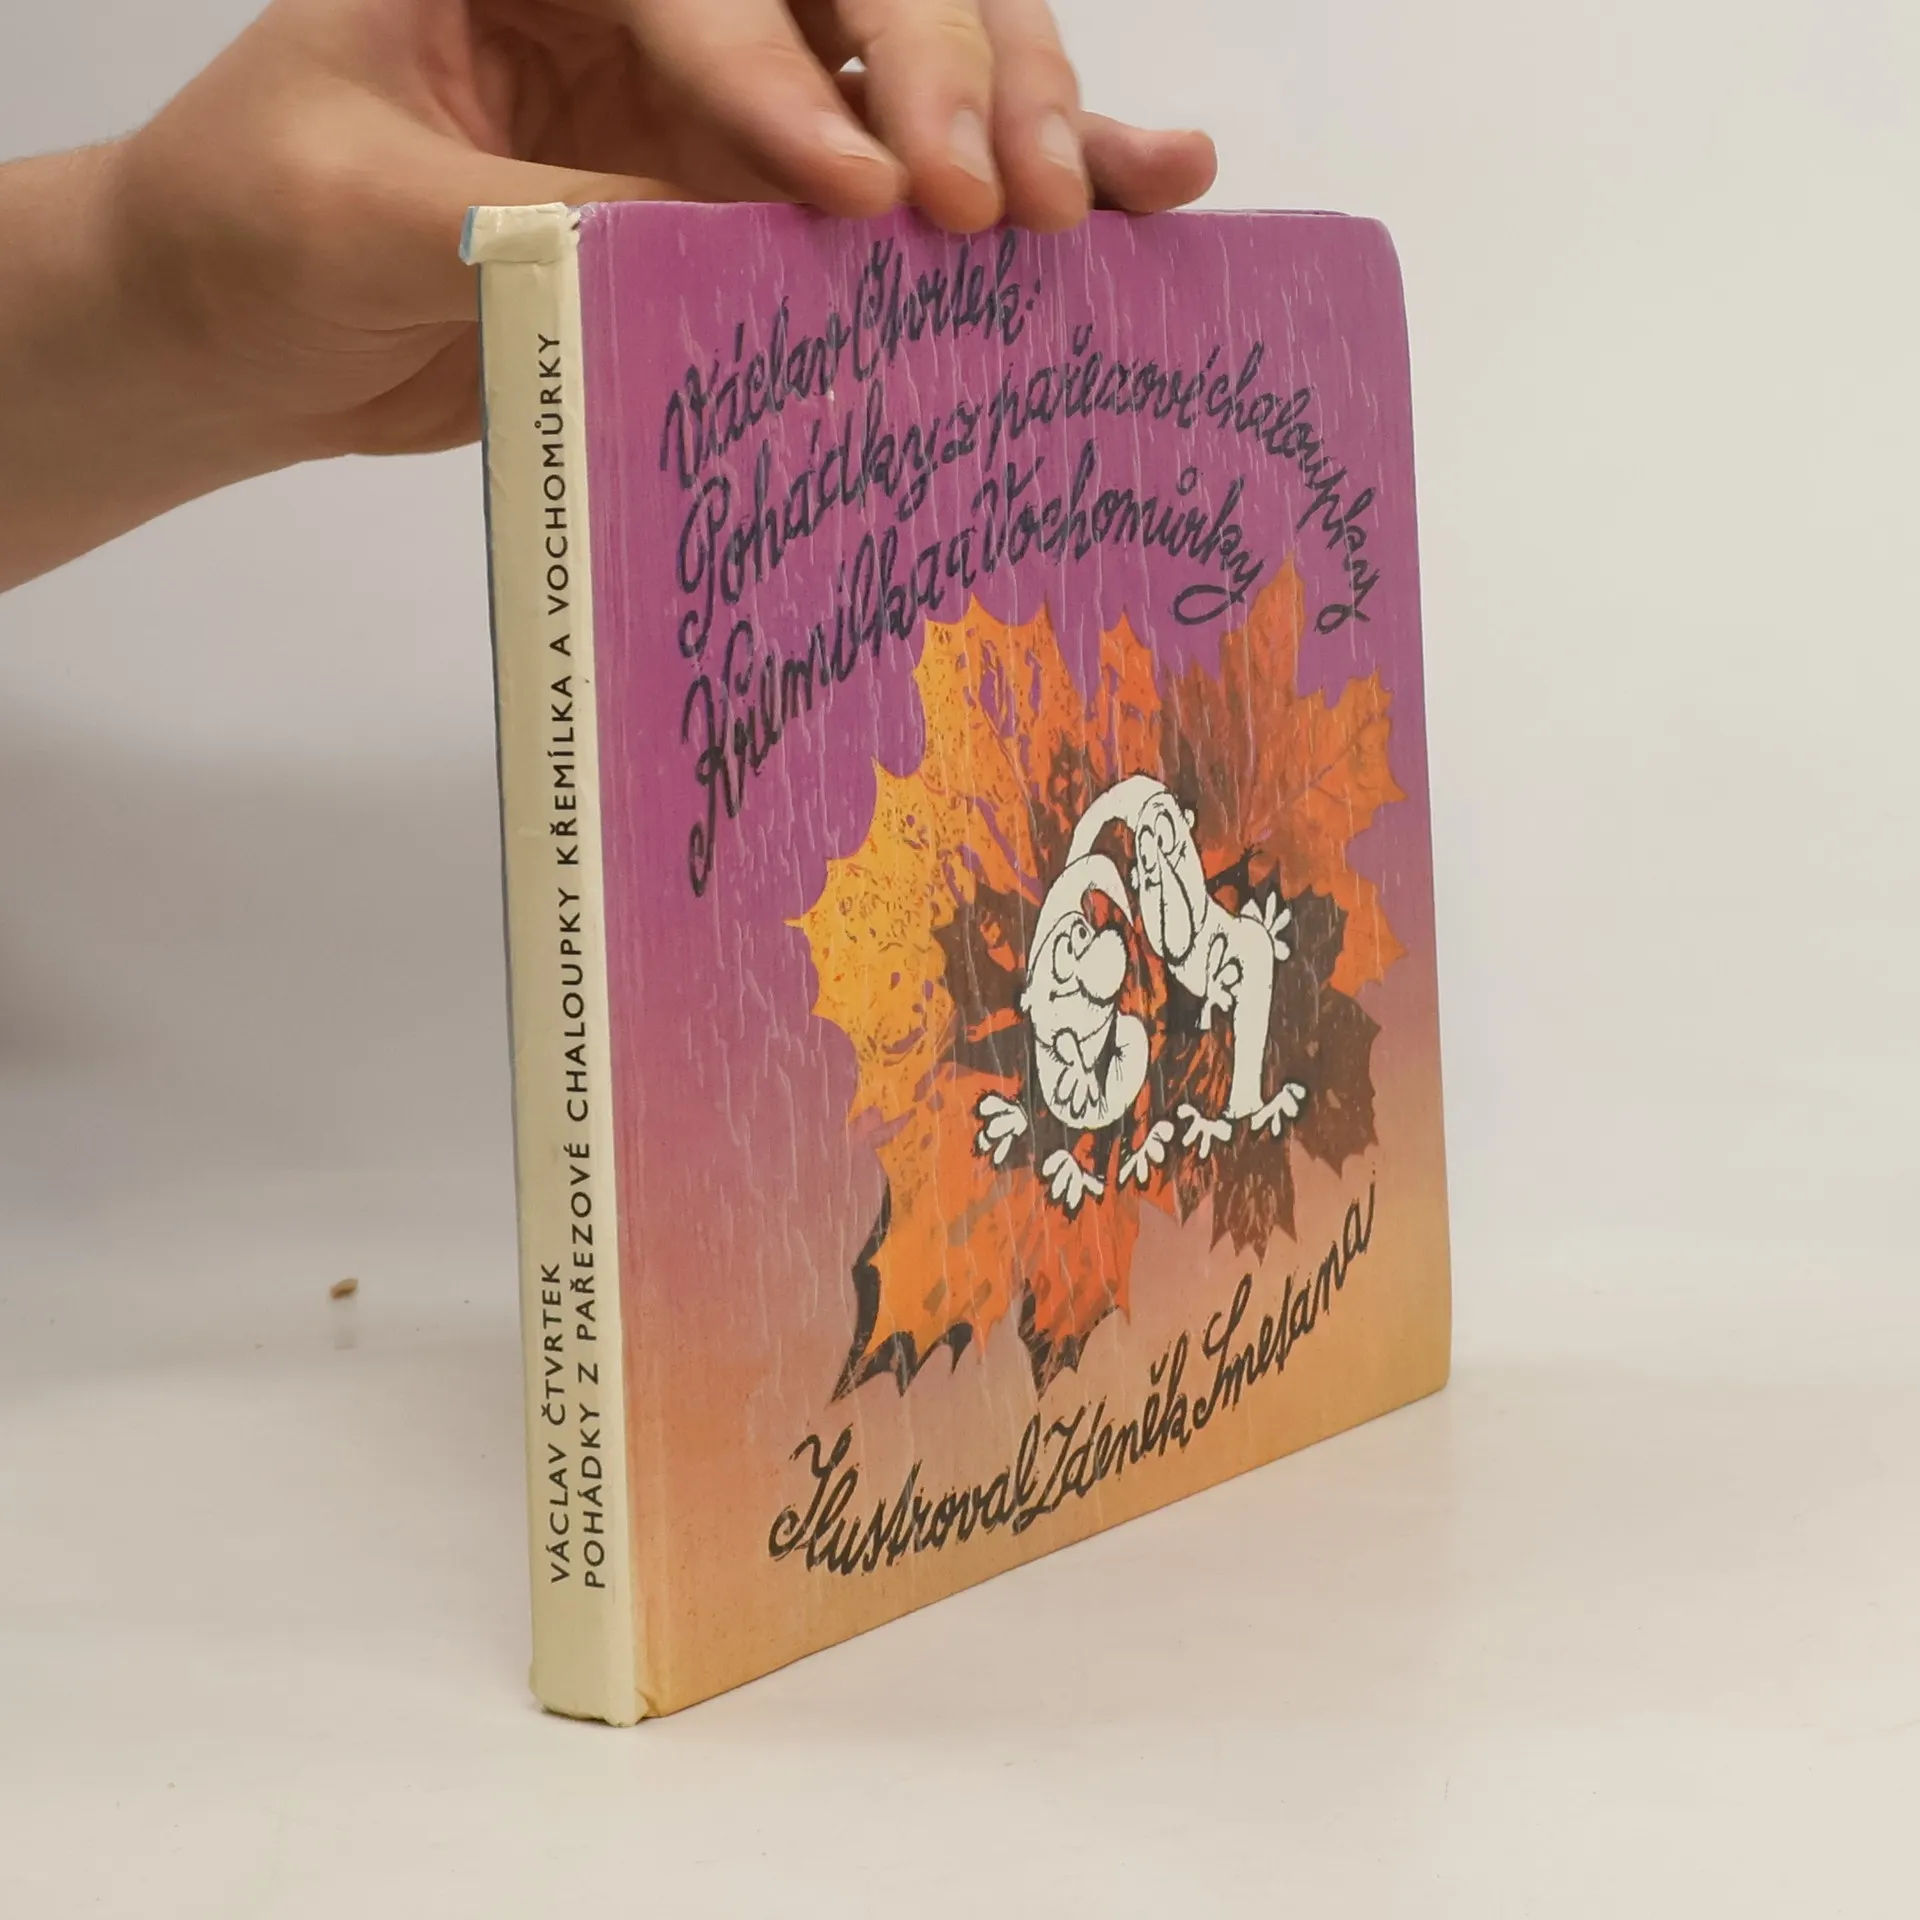 VÁCLAV ČTVRTEK
POHÁDKY Z PAŘEZOVÉ CHALOUPKY KŘEMÍLKA A VOCHOMŮRKY
Václav Čtvrtek:
Pohádky z pařezové chaloupky
Křemílka a Vochomůrky
Ilustroval Zdeněk Smetana